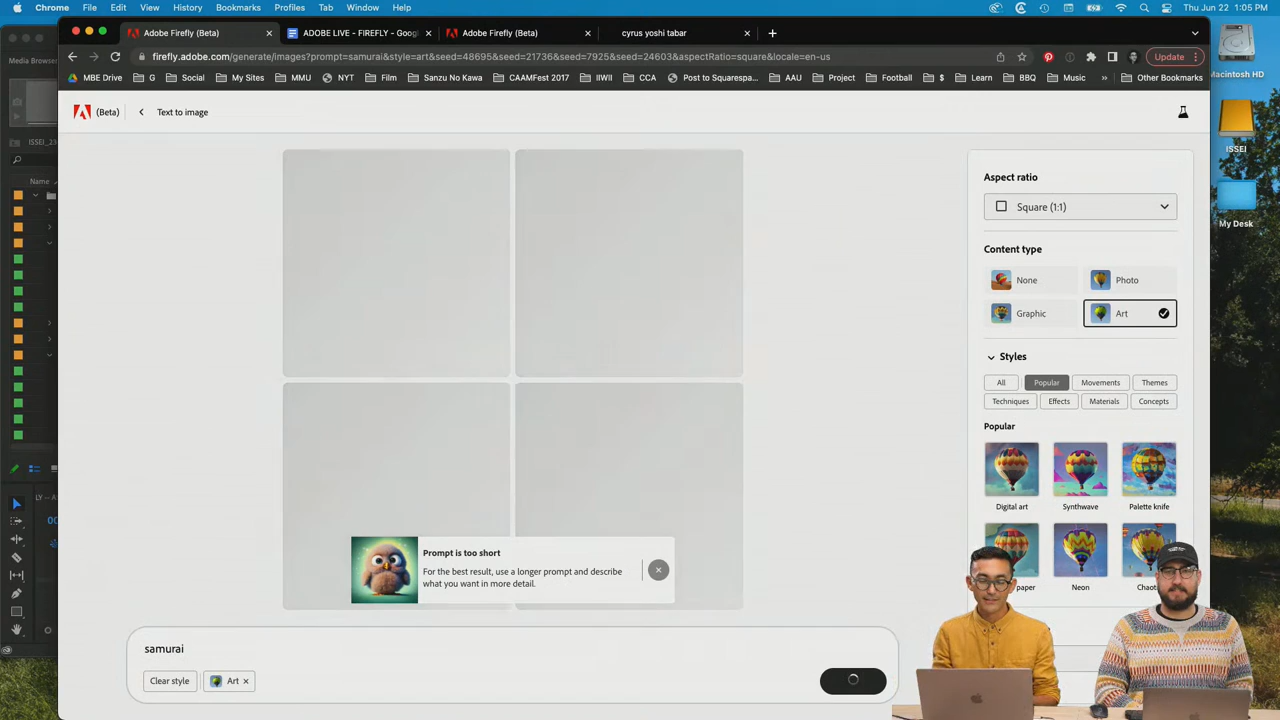 Chrome File Edit View History Bookmarks Profiles Tab Window Help
Thu Jun 22 1:05 PM
Adobe Firefly (Beta)
ADOBE LIVE - FIREFLY - Goog
Adobe Firefly (Beta)
cyrus yoshi tabar
firefly.adobe.com/generate/images?prompt=samurai&style=art&seed=48695&seed=21736&seed=7925&seed=24603&aspectRatio=square&locale=en-us
Update
MBE Drive
G
Social
My Sites
MMU
NYT
Film
Sanzu No Kawa
CAAMFest 2017
IIWII
CCA
Post to Squarespa...
AAU
Project
Football
$
Learn
BBQ
Music
»
Other Bookmarks
Macintosh HD
ISSEI
My Desk
Media Browser
ISSEI_23
Name
(Beta)
Text to image
Aspect ratio
Square (1:1)
Content type
None
Photo
Graphic
Art
Styles
All
Popular
Movements
Themes
Techniques
Effects
Materials
Concepts
Popular
Digital art
Synthwave
Palette knife
paper
Neon
Prompt is too short
For the best result, use a longer prompt and describe
what you want in more detail.
samurai
Clear style
Art